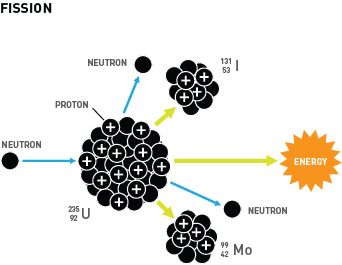 FISSION
NEUTRON
131
53 I
PROTON
NEUTRON
ENERGY
235
92 U
NEUTRON
99
42 Mo